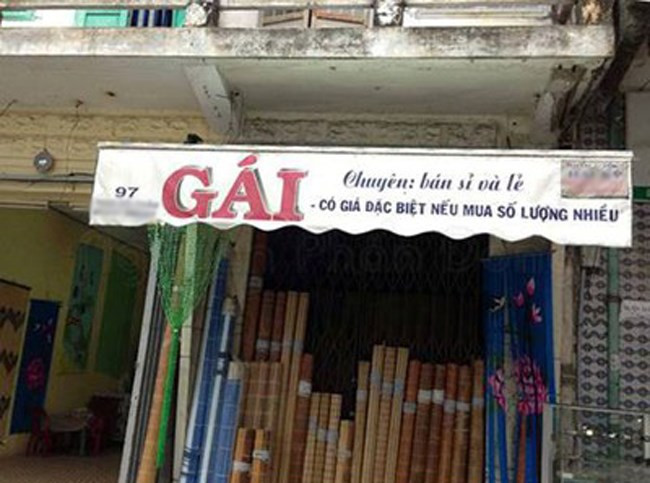 97
GÁI
Chuyên: bán sỉ và lẻ
- CÓ GIÁ ĐẶC BIỆT NẾU MUA SỐ LƯỢNG NHIỀU